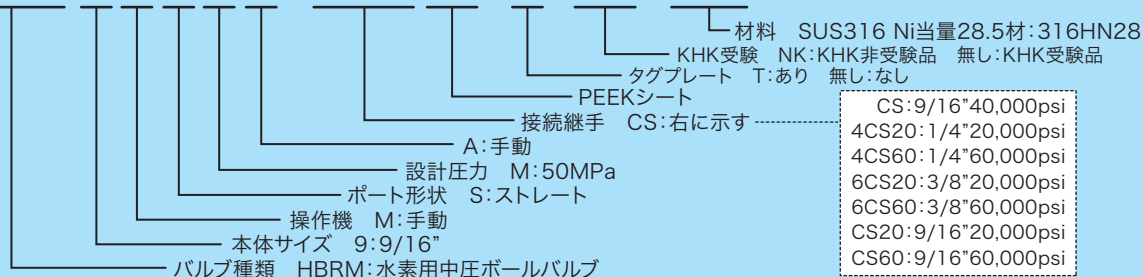 材料 SUS316 Ni当量28.5材:316HN28
KHK受験 NK:KHK非受験品 無し:KHK受験品
タグプレート T:あり 無し:なし
PEEKシート
接続継手 CS:右に示す
A:手動
設計圧力 M:50MPa
ポート形状 S:ストレート
操作機 M:手動
本体サイズ 9:9/16”
バルブ種類 HBRM:水素用中圧ボールバルブ
CS:9/16”40,000psi
4CS20:1/4”20,000psi
4CS60:1/4”60,000psi
6CS20:3/8”20,000psi
6CS60:3/8”60,000psi
CS20:9/16”20,000psi
CS60:9/16”60,000psi